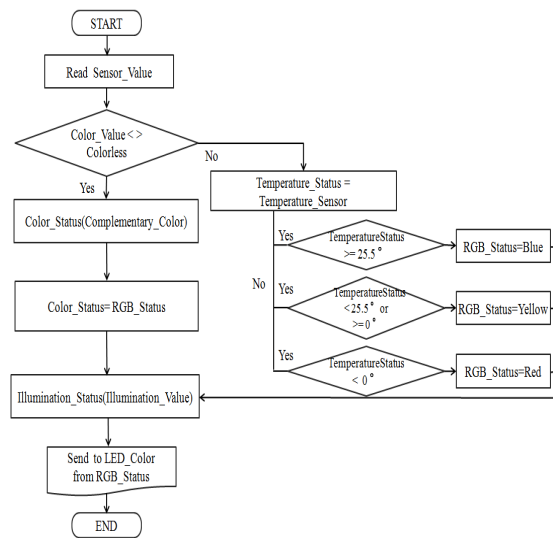 START
Read Sensor_Value
Color_Value < >
Colorless
No
Yes
Temperature_Status =
Temperature_Sensor
Color_Status(Complementary_Color)
Yes
TemperatureStatus
>= 25.5°
RGB_Status=Blue
No
Yes
TemperatureStatus
<25.5° or
>=0°
RGB_Status=Yellow
Color_Status=RGB_Status
Yes
TemperatureStatus
< 0°
RGB_Status=Red
Illumination_Status(Illumination_Value)
Send to LED_Color
from RGB_Status
END